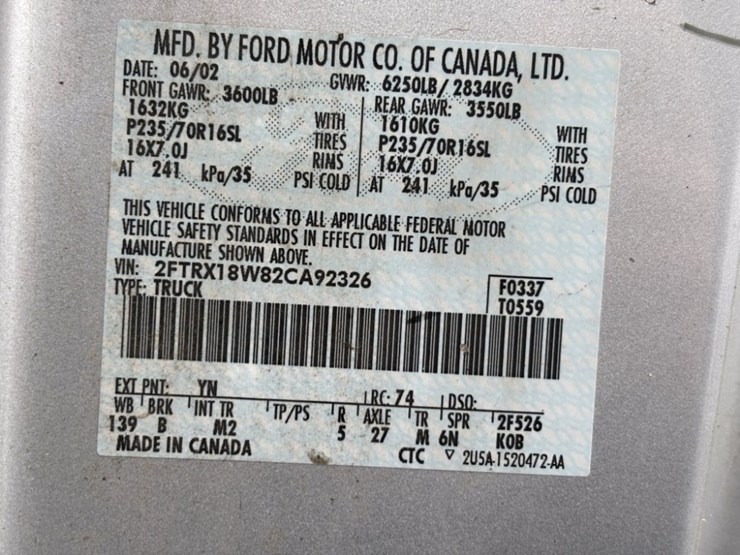 MFD. BY FORD MOTOR CO. OF CANADA, LTD.
DATE: 06/02 GVWR: 6250LB/ 2834KG
FRONT GAWR: 3600LB REAR GAWR: 3550LB
1632KG WITH 1610KG WITH
P235/70R16SL TIRES P235/70R16SL TIRES
16X7.0J RIMS 16X7.0J RIMS
AT 241 kPa/35 PSI COLD AT 241 kPa/35 PSI COLD
THIS VEHICLE CONFORMS TO ALL APPLICABLE FEDERAL MOTOR
VEHICLE SAFETY STANDARDS IN EFFECT ON THE DATE OF
MANUFACTURE SHOWN ABOVE.
VIN: 2FTRX18W82CA92326 F0337
TYPE: TRUCK T0559
EXT PNT: YN RC: 74 DSO:
WB BRK INT TR TP/PS R AXLE TR SPR 2F526
139 B M2 5 27 M 6N KOB
MADE IN CANADA CTC ▽ 2U5A-1520472-AA